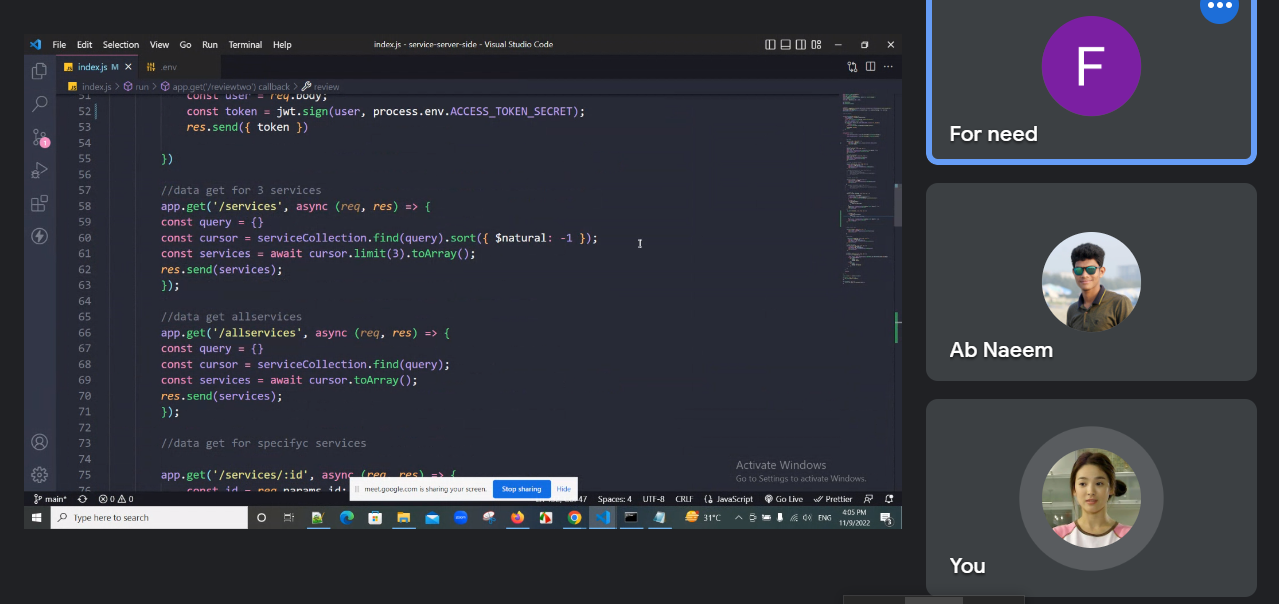 File Edit Selection View Go Run Terminal Help
index.js - service-server-side - Visual Studio Code
index.js M
.env
index.js > run > app.get('/reviewtwo') callback > review
51 const user = req.body;
52 const token = jwt.sign(user, process.env.ACCESS_TOKEN_SECRET);
53 res.send({ token })
54
55 })
56
57 //data get for 3 services
58 app.get('/services', async (req, res) => {
59 const query = {}
60 const cursor = serviceCollection.find(query).sort({ $natural: -1 });
61 const services = await cursor.limit(3).toArray();
62 res.send(services);
63 });
64
65 //data get allservices
66 app.get('/allservices', async (req, res) => {
67 const query = {}
68 const cursor = serviceCollection.find(query);
69 const services = await cursor.toArray();
70 res.send(services);
71 });
72
73 //data get for specifyc services
74
75 app.get('/services/:id', async (req, res) => {
76 const id = req.params.id;
Activate Windows
Go to Settings to activate Windows.
meet.google.com is sharing your screen.
Stop sharing
Hide
main*
0 0
Spaces: 4 UTF-8 CRLF JavaScript Go Live Prettier
Type here to search
31°C
ENG
4:05 PM
11/9/2022
F
For need
Ab Naeem
You